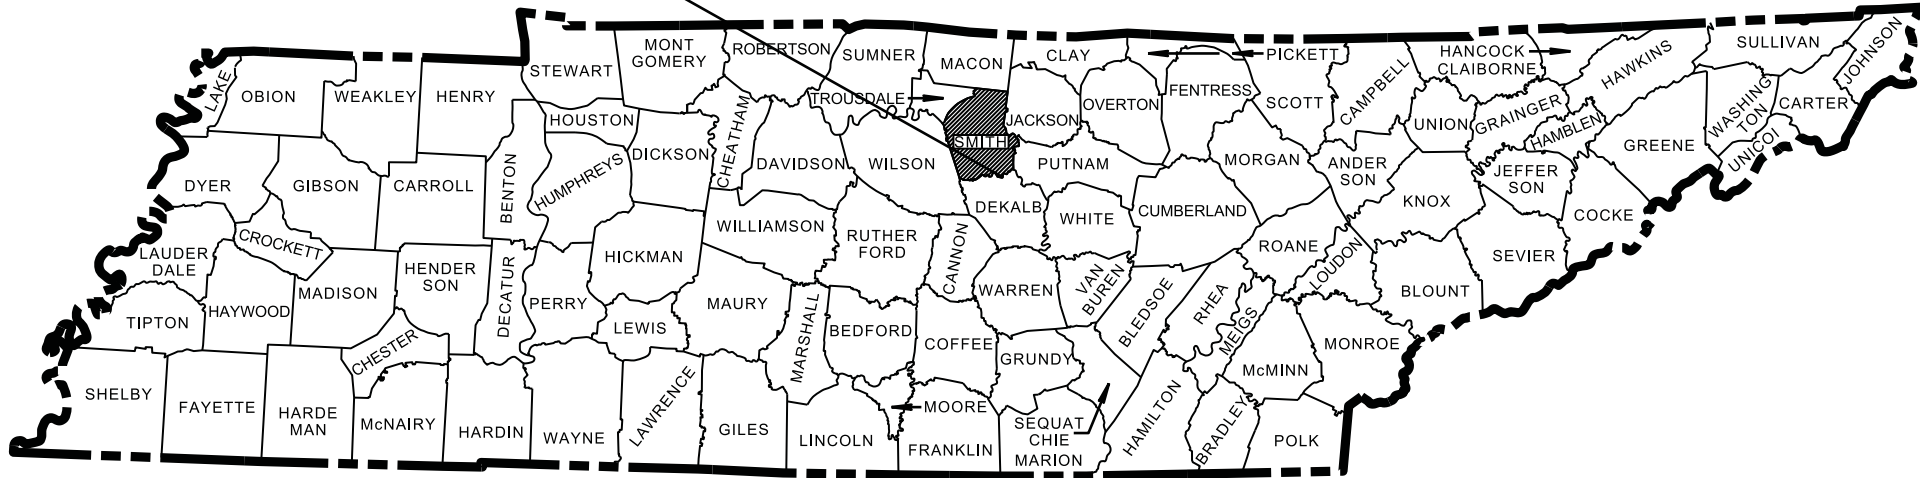 LAKE
OBION
WEAKLEY
HENRY
STEWART
MONT
GOMERY
ROBERTSON
SUMNER
MACON
CLAY
PICKETT
HANCOCK
CLAIBORNE
HAWKINS
SULLIVAN
JOHNSON
TROUSDALE
HOUSTON
CHEATHAM
JACKSON
OVERTON
FENTRESS
SCOTT
CAMPBELL
UNION
GRAINGER
HAMBLEN
WASHING
TON
CARTER
UNICOI
GREENE
SMITH
DYER
GIBSON
CARROLL
BENTON
HUMPHREYS
DICKSON
DAVIDSON
WILSON
PUTNAM
MORGAN
ANDER
SON
JEFFER
SON
KNOX
COCKE
LAUDER
DALE
CROCKETT
WILLIAMSON
RUTHER
FORD
CANNON
DEKALB
WHITE
CUMBERLAND
ROANE
LOUDON
SEVIER
BLOUNT
TIPTON
HAYWOOD
MADISON
HENDER
SON
DECATUR
PERRY
HICKMAN
LEWIS
MAURY
MARSHALL
BEDFORD
WARREN
VAN
BUREN
BLEDSOE
RHEA
MEIGS
MONROE
CHESTER
COFFEE
GRUNDY
McMINN
SHELBY
FAYETTE
HARDE
MAN
McNAIRY
HARDIN
WAYNE
LAWRENCE
GILES
LINCOLN
MOORE
FRANKLIN
SEQUAT
CHIE
MARION
HAMILTON
BRADLEY
POLK